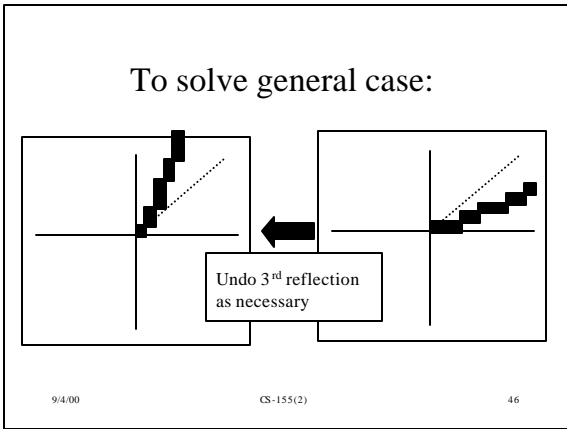 To solve general case:
Undo 3rd reflection
as necessary
9/4/00 CS-155(2) 46